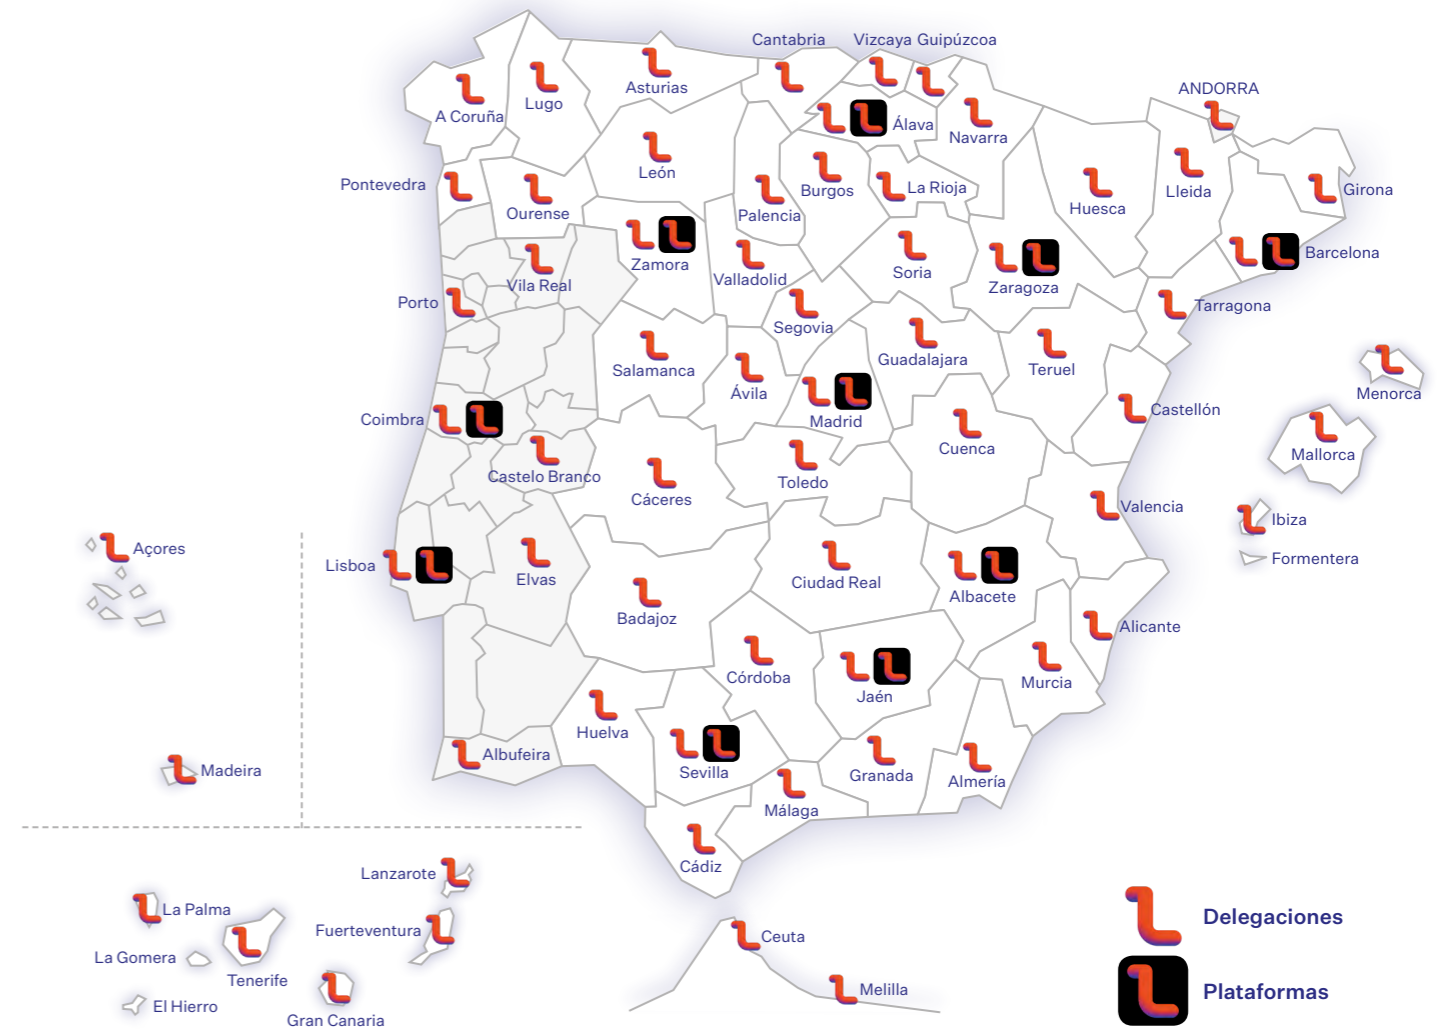 Cantabria
Vizcaya
Guipúzcoa
Asturias
A Coruña
Lugo
ANDORRA
Álava
Navarra
León
Pontevedra
Ourense
Burgos
La Rioja
Palencia
Huesca
Lleida
Girona
Zamora
Valladolid
Soria
Zaragoza
Barcelona
Vila Real
Porto
Segovia
Tarragona
Salamanca
Ávila
Guadalajara
Teruel
Menorca
Coimbra
Madrid
Castellón
Cuenca
Mallorca
Castelo Branco
Cáceres
Toledo
Valencia
Ibiza
Açores
Formentera
Lisboa
Elvas
Ciudad Real
Albacete
Badajoz
Alicante
Córdoba
Murcia
Jaén
Huelva
Albufeira
Sevilla
Granada
Almería
Madeira
Málaga
Cádiz
Lanzarote
La Palma
Fuerteventura
La Gomera
Tenerife
El Hierro
Gran Canaria
Ceuta
Melilla
Delegaciones
Plataformas